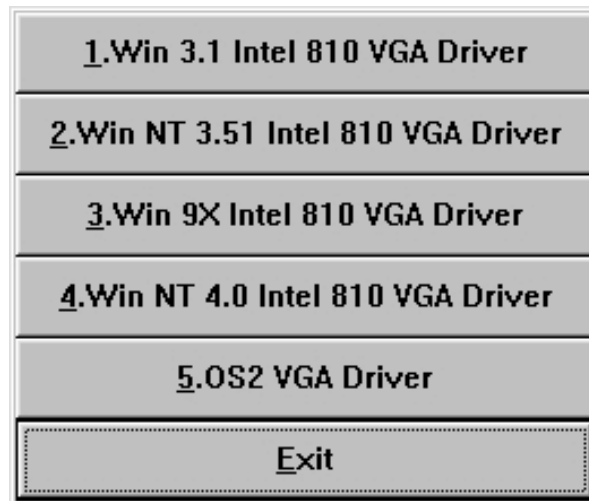 1.Win 3.1 Intel 810 VGA Driver
2.Win NT 3.51 Intel 810 VGA Driver
3.Win 9X Intel 810 VGA Driver
4.Win NT 4.0 Intel 810 VGA Driver
5.OS2 VGA Driver
Exit